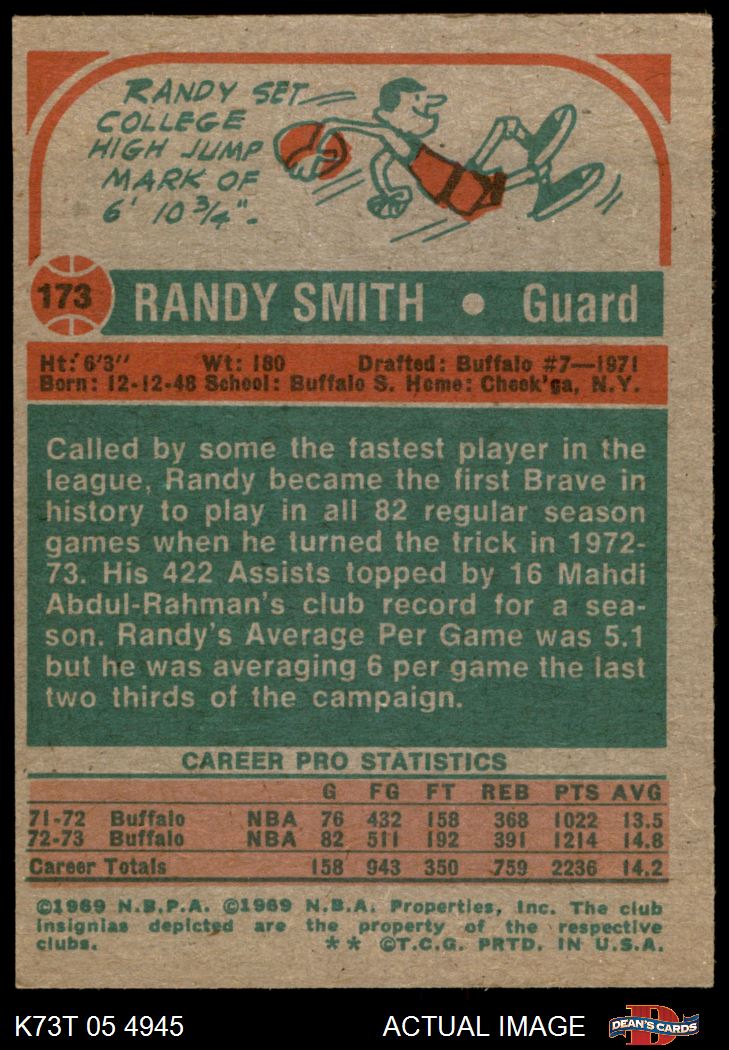 RANDY SET
COLLEGE
HIGH JUMP
MARK OF
6' 10 3/4".
173 RANDY SMITH • Guard
Ht: 6'3" Wt: 180 Drafted: Buffalo #7—1971
Born: 12-12-48 School: Buffalo S. Home: Cheek'ga, N.Y.
Called by some the fastest player in the
league, Randy became the first Brave in
history to play in all 82 regular season
games when he turned the trick in 1972-
73. His 422 Assists topped by 16 Mahdi
Abdul-Rahman's club record for a sea-
son. Randy's Average Per Game was 5.1
but he was averaging 6 per game the last
two thirds of the campaign.
CAREER PRO STATISTICS
G FG FT REB PTS AVG
71-72 Buffalo NBA 76 432 158 368 1022 13.5
72-73 Buffalo NBA 82 511 192 391 1214 14.8
Career Totals 158 943 350 759 2236 14.2
©1969 N.B.P.A. ©1969 N.B.A. Properties, Inc. The club
insignias depicted are the property of the respective
clubs. ** ©T.C.G. PRTD. IN U.S.A.
K73T 05 4945 ACTUAL IMAGE DEAN'S CARDS